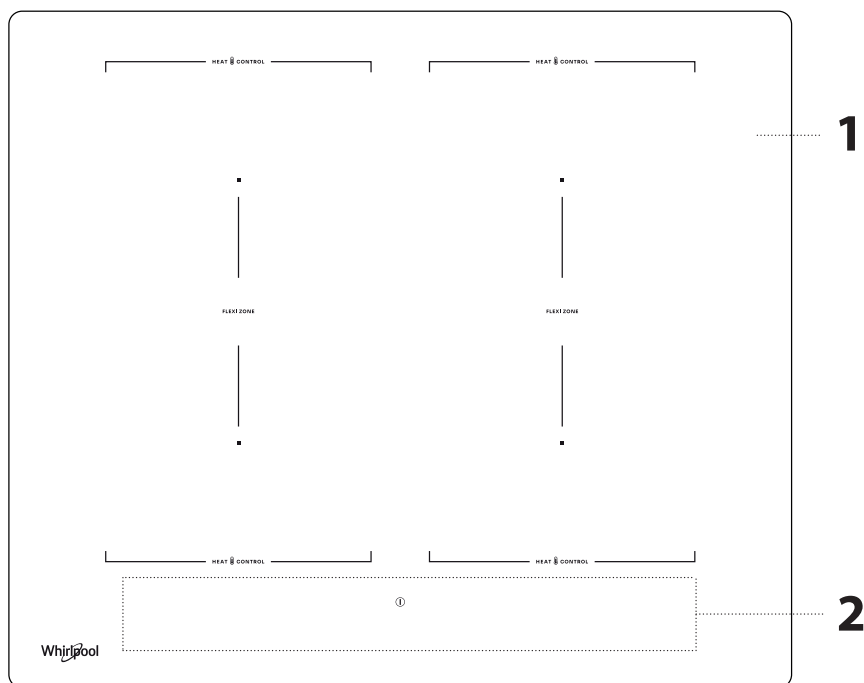 HEAT CONTROL HEAT CONTROL
1
FLEXI ZONE FLEXI ZONE
HEAT CONTROL HEAT CONTROL
2
Whirlpool